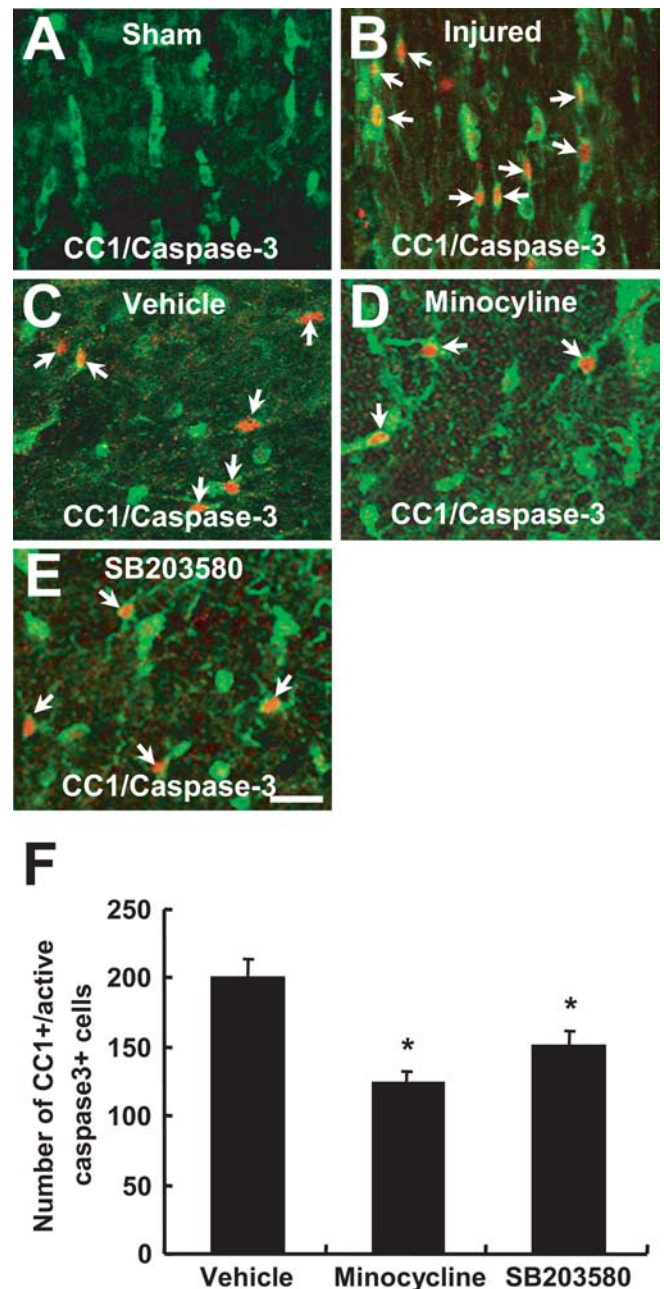 A Sham
CC1/Caspase-3
B Injured
CC1/Caspase-3
C Vehicle
CC1/Caspase-3
D Minocyline
CC1/Caspase-3
E SB203580
CC1/Caspase-3
F
Number of CC1+/active
caspase3+ cells
250
200
150
100
50
0
*
*
Vehicle Minocycline SB203580